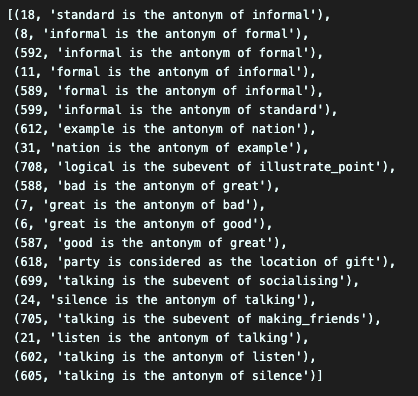 [(18, 'standard is the antonym of informal'),
(8, 'informal is the antonym of formal'),
(592, 'informal is the antonym of formal'),
(11, 'formal is the antonym of informal'),
(589, 'formal is the antonym of informal'),
(599, 'informal is the antonym of standard'),
(612, 'example is the antonym of nation'),
(31, 'nation is the antonym of example'),
(708, 'logical is the subevent of illustrate_point'),
(588, 'bad is the antonym of great'),
(7, 'great is the antonym of bad'),
(6, 'great is the antonym of good'),
(587, 'good is the antonym of great'),
(618, 'party is considered as the location of gift'),
(699, 'talking is the subevent of socialising'),
(24, 'silence is the antonym of talking'),
(705, 'talking is the subevent of making_friends'),
(21, 'listen is the antonym of talking'),
(602, 'talking is the antonym of listen'),
(605, 'talking is the antonym of silence')]